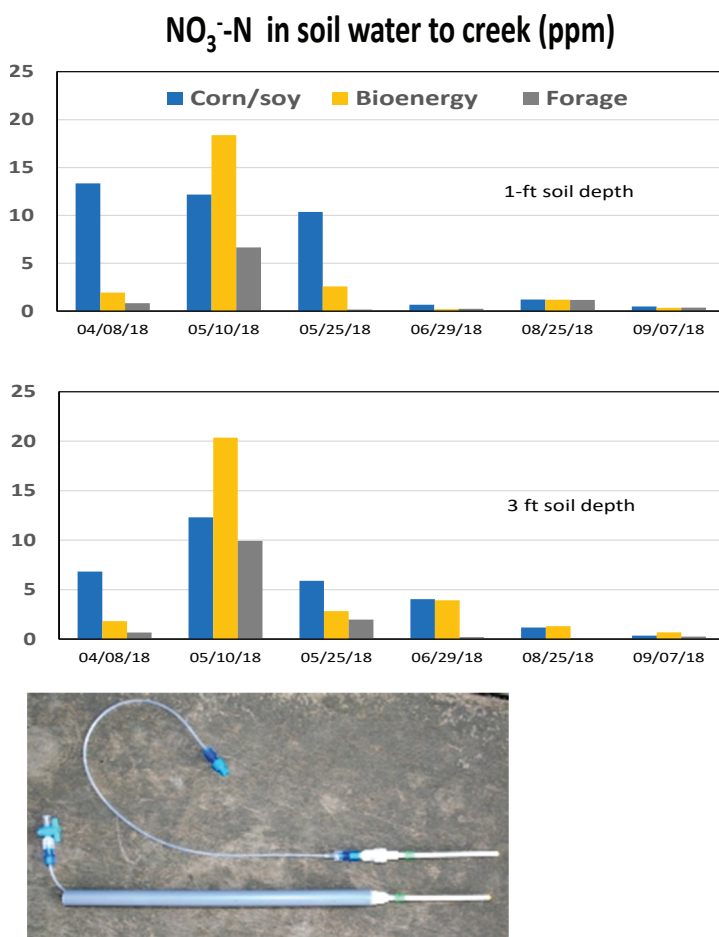 NO₃⁻-N in soil water to creek (ppm)
25
20
15
10
5
0
Corn/soy Bioenergy Forage
1-ft soil depth
04/08/18 05/10/18 05/25/18 06/29/18 08/25/18 09/07/18
25
20
15
10
5
0
3 ft soil depth
04/08/18 05/10/18 05/25/18 06/29/18 08/25/18 09/07/18